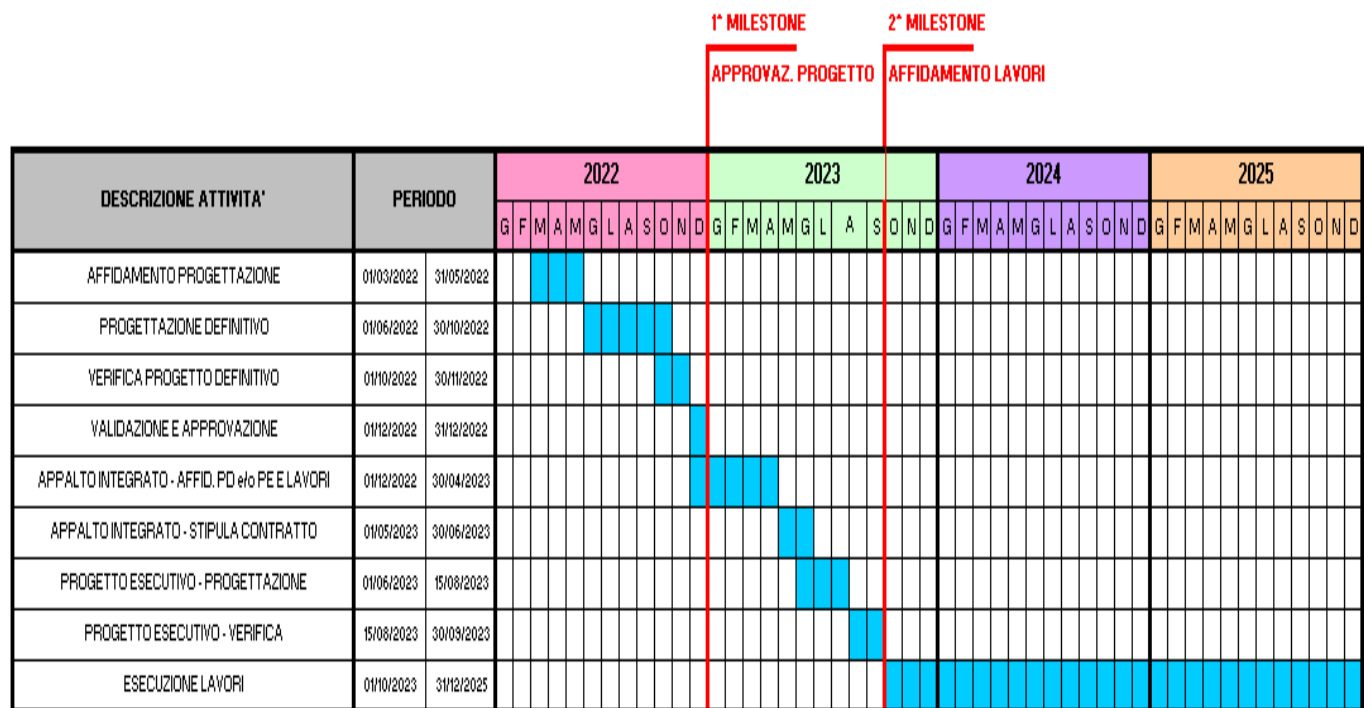 1° MILESTONE 2° MILESTONE
APPROVAZ. PROGETTO AFFIDAMENTO LAVORI
DESCRIZIONE ATTIVITA' PERIODO 2022 2023 2024 2025
G F M A M G L A S O N D G F M A M G L A S O N D G F M A M G L A S O N D G F M A M G L A S O N D
AFFIDAMENTO PROGETTAZIONE 01/03/2022 31/05/2022
PROGETTAZIONE DEFINITIVO 01/06/2022 30/10/2022
VERIFICA PROGETTO DEFINITIVO 01/10/2022 30/11/2022
VALIDAZIONE E APPROVAZIONE 01/12/2022 31/12/2022
APPALTO INTEGRATO - AFFID. PD e/o PE E LAVORI 01/12/2022 30/04/2023
APPALTO INTEGRATO - STIPULA CONTRATTO 01/05/2023 30/06/2023
PROGETTO ESECUTIVO - PROGETTAZIONE 01/06/2023 15/08/2023
PROGETTO ESECUTIVO - VERIFICA 15/08/2023 30/09/2023
ESECUZIONE LAVORI 01/10/2023 31/12/2025